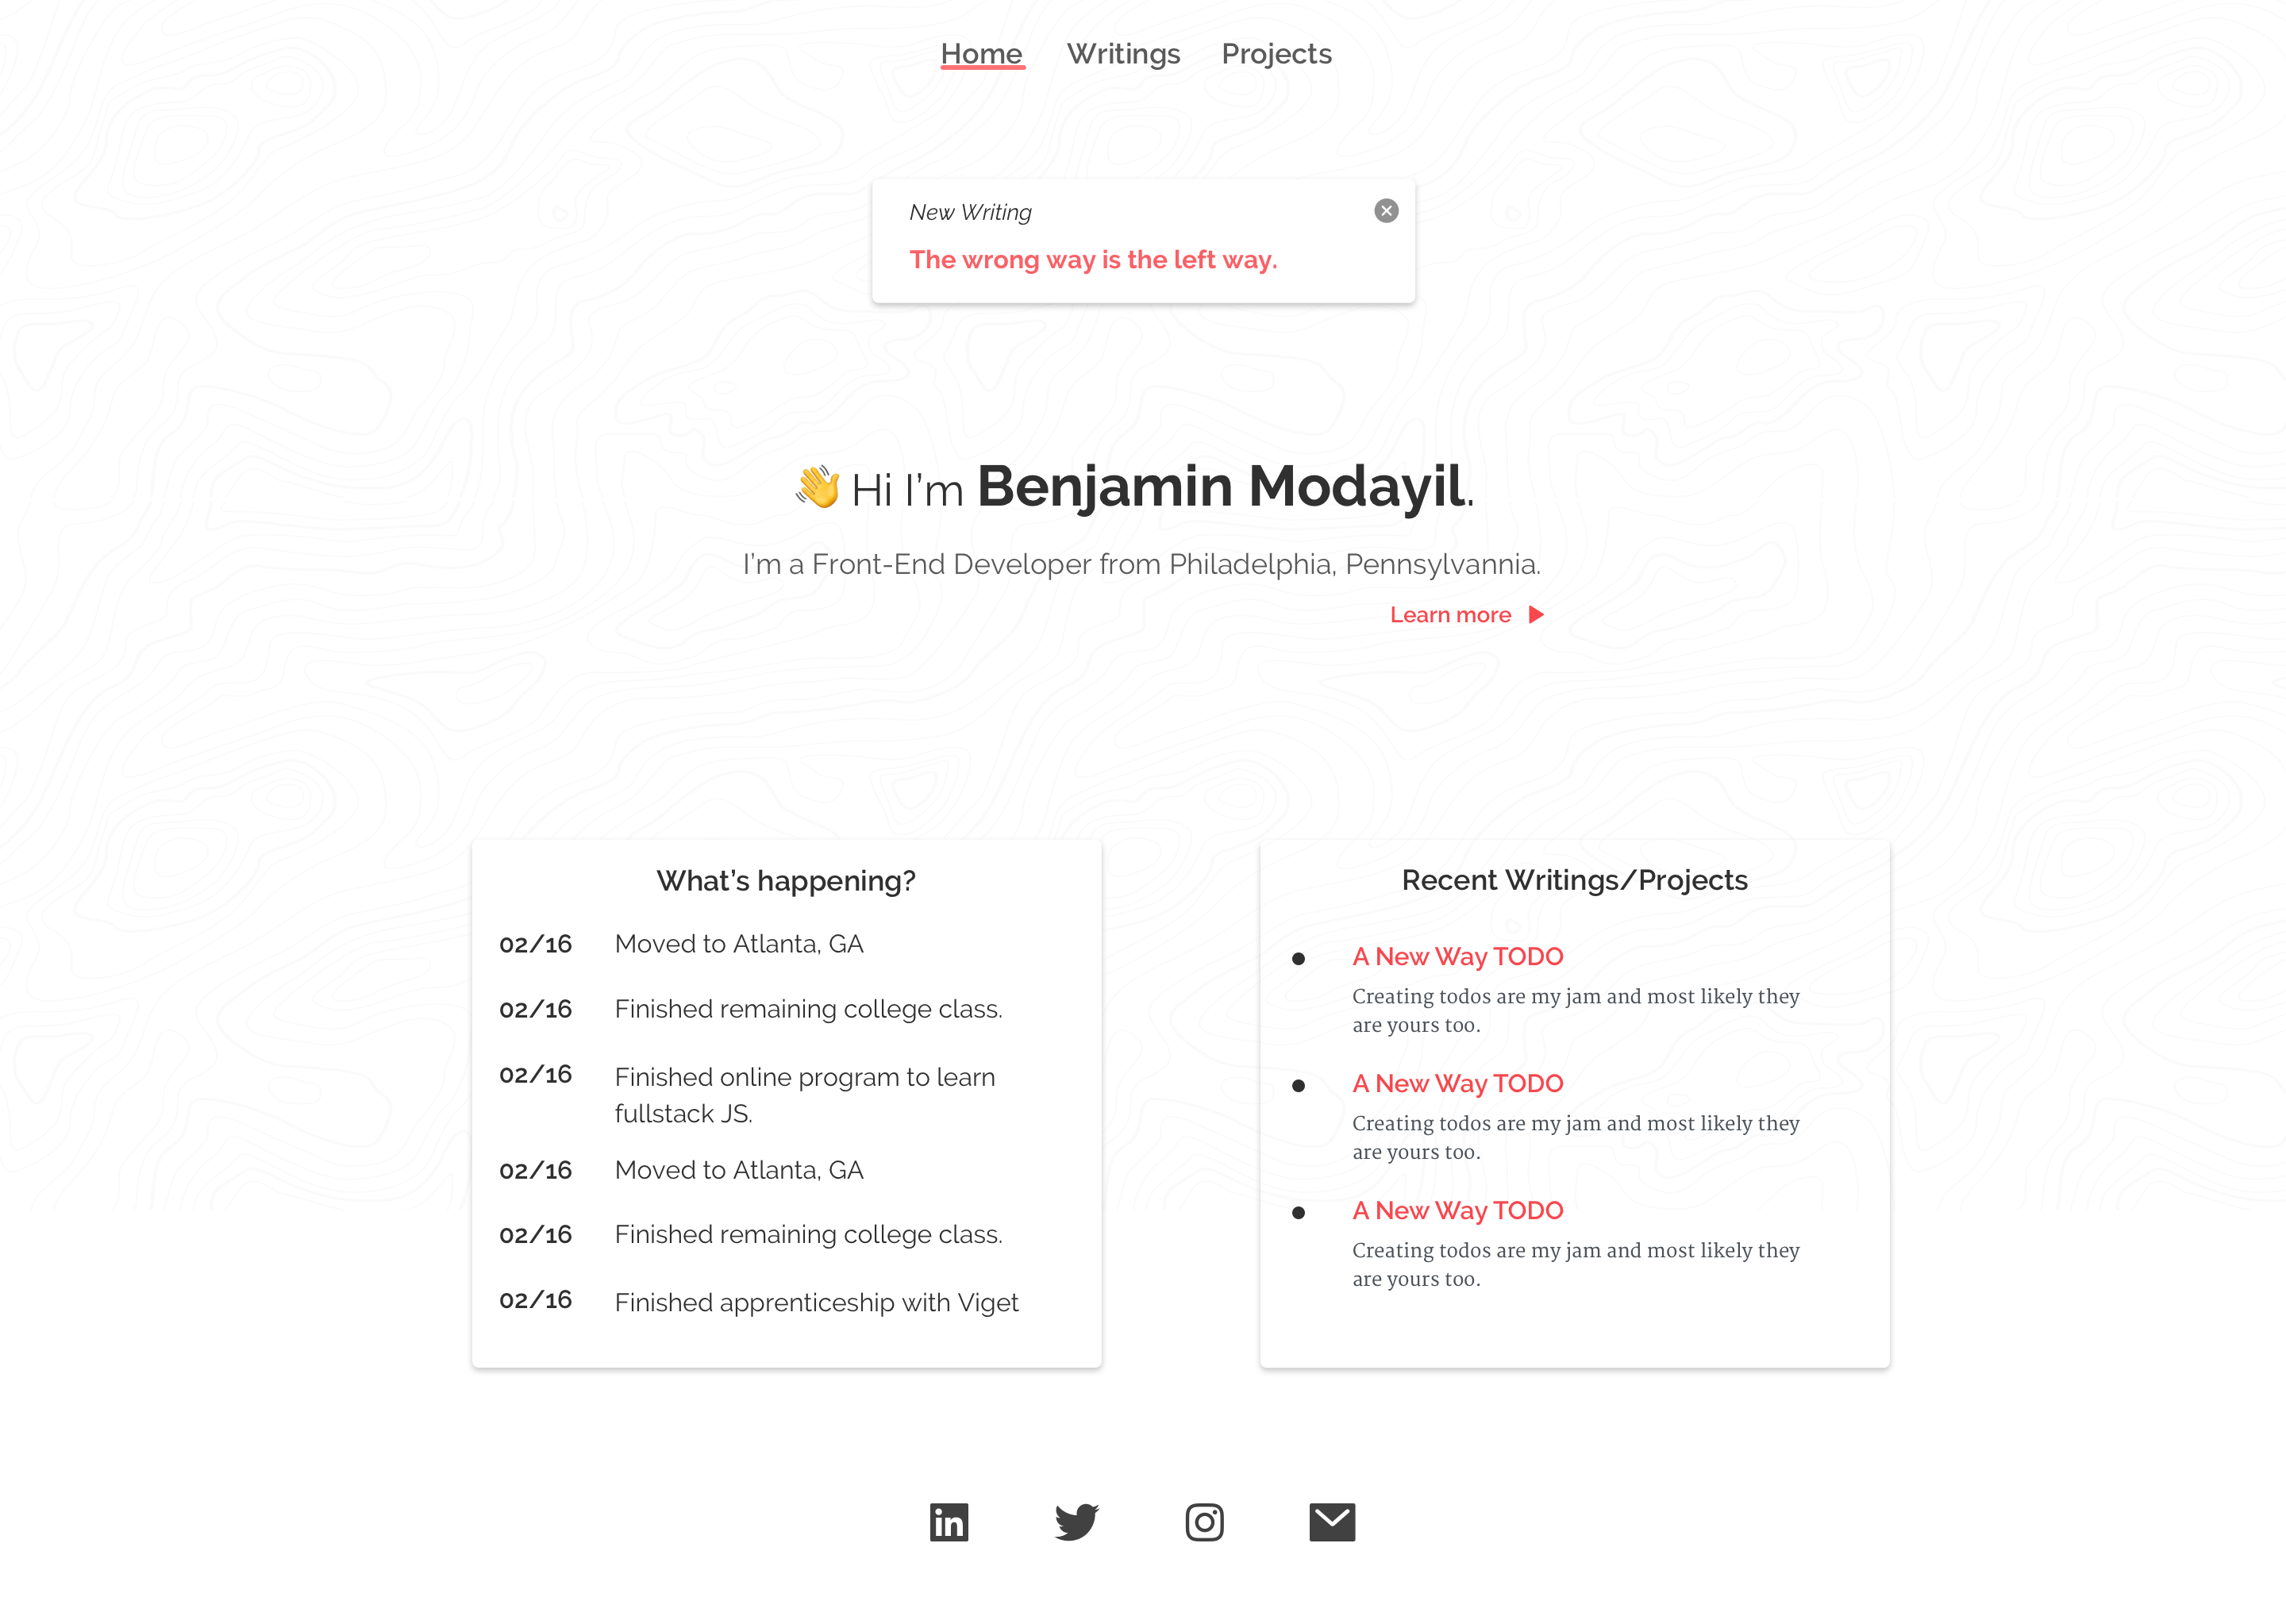 Home Writings Projects
New Writing
The wrong way is the left way.
👋 Hi I’m Benjamin Modayil.
I’m a Front-End Developer from Philadelphia, Pennsylvannia.
Learn more
What’s happening?
02/16 Moved to Atlanta, GA
02/16 Finished remaining college class.
02/16 Finished online program to learn
fullstack JS.
02/16 Moved to Atlanta, GA
02/16 Finished remaining college class.
02/16 Finished apprenticeship with Viget
Recent Writings/Projects
A New Way TODO
Creating todos are my jam and most likely they
are yours too.
A New Way TODO
Creating todos are my jam and most likely they
are yours too.
A New Way TODO
Creating todos are my jam and most likely they
are yours too.